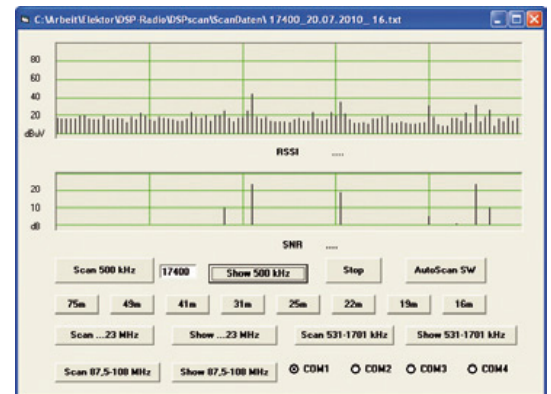 C:\Arbeit\Elektor\DSP-Radio\DSPscan\ScanDaten\ 17400_20.07.2010_ 16.txt
80
60
40
20
dBuV
RSSI ....
20
10
dB
SNR ....
Scan 500 kHz 17400 Show 500 kHz Stop AutoScan SW
75m 49m 41m 31m 25m 22m 19m 16m
Scan ...23 MHz Show ...23 MHz Scan 531-1701 kHz Show 531-1701 kHz
Scan 87,5-108 MHz Show 87,5-108 MHz COM1 COM2 COM3 COM4